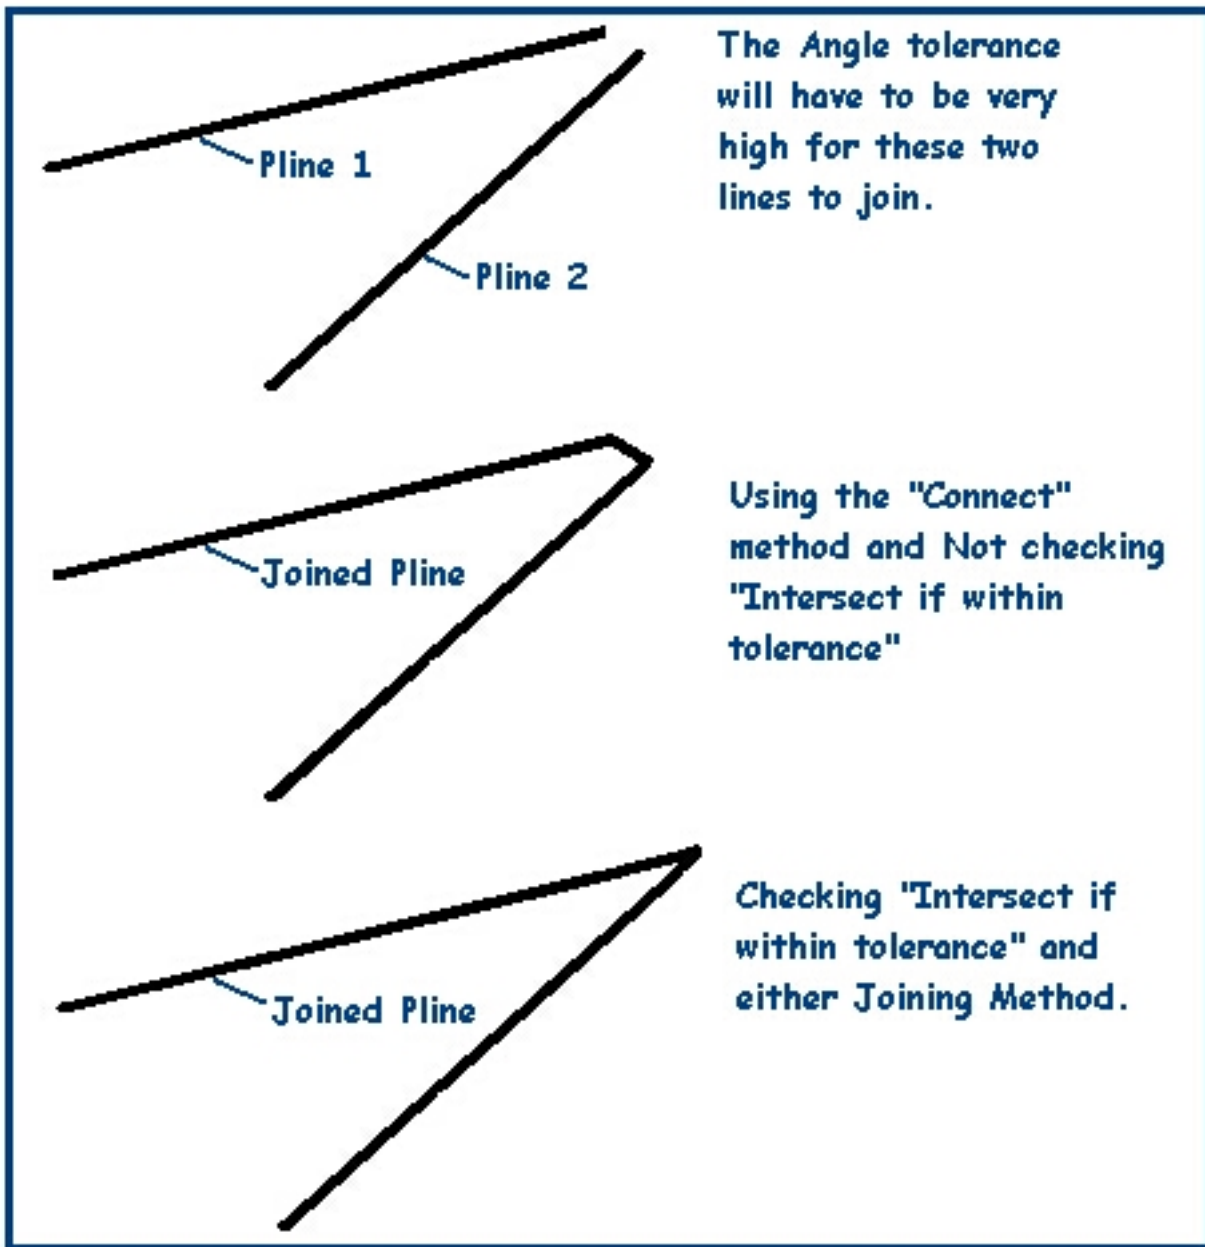 The Angle tolerance
will have to be very
high for these two
lines to join.
Pline 1
Pline 2
Using the "Connect"
method and Not checking
"Intersect if within
tolerance"
Joined Pline
Checking "Intersect if
within tolerance" and
either Joining Method.
Joined Pline